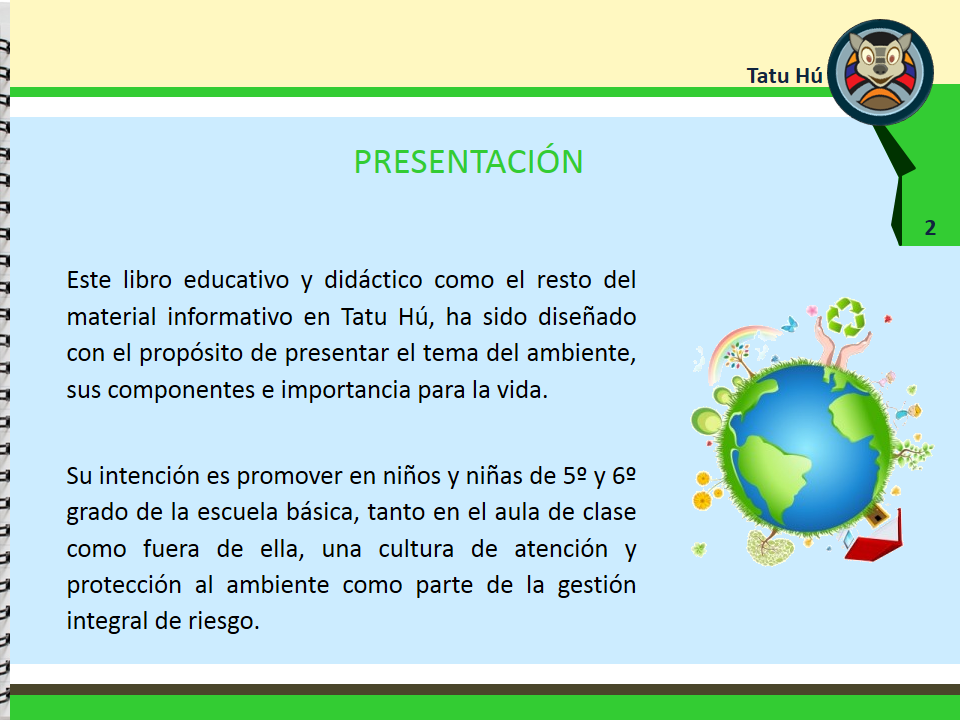 Tatu Hú
PRESENTACIÓN
2
Este libro educativo y didáctico como el resto del
material informativo en Tatu Hú, ha sido diseñado
con el propósito de presentar el tema del ambiente,
sus componentes e importancia para la vida.
Su intención es promover en niños y niñas de 5º y 6º
grado de la escuela básica, tanto en el aula de clase
como fuera de ella, una cultura de atención y
protección al ambiente como parte de la gestión
integral de riesgo.